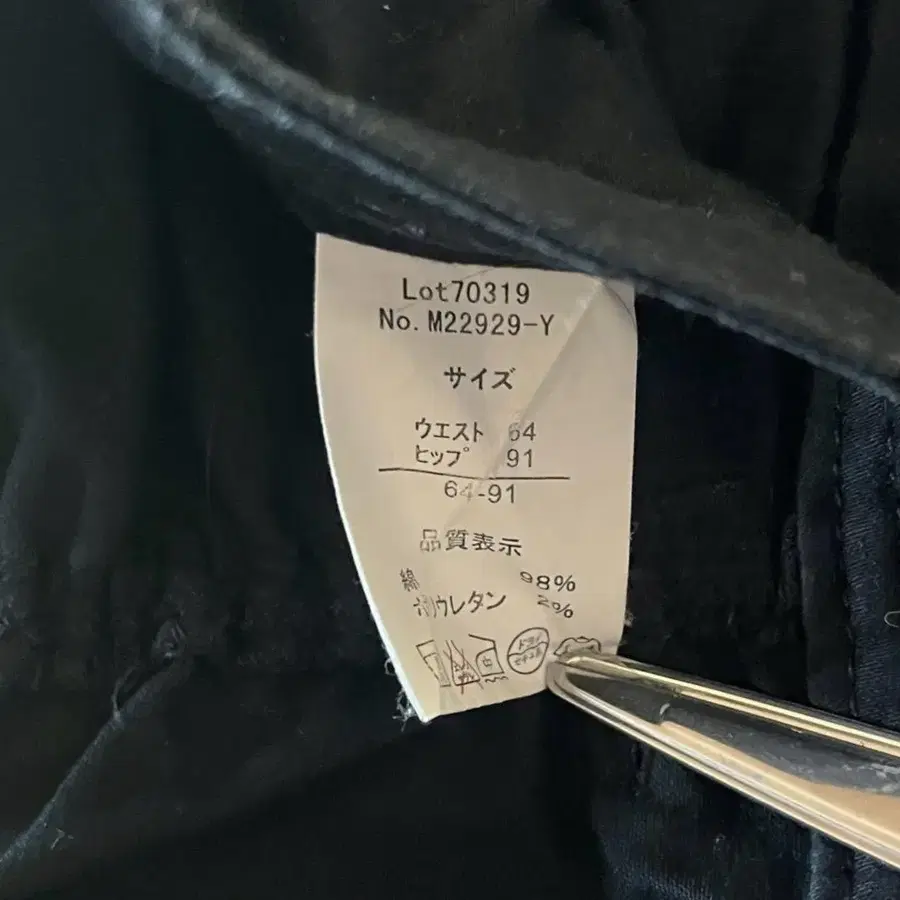 Lot70319
No. M22929-Y
サイズ
ウエスト 64
ヒップ 91
64-91
品質表示
綿 98%
ポリウレタン 2%